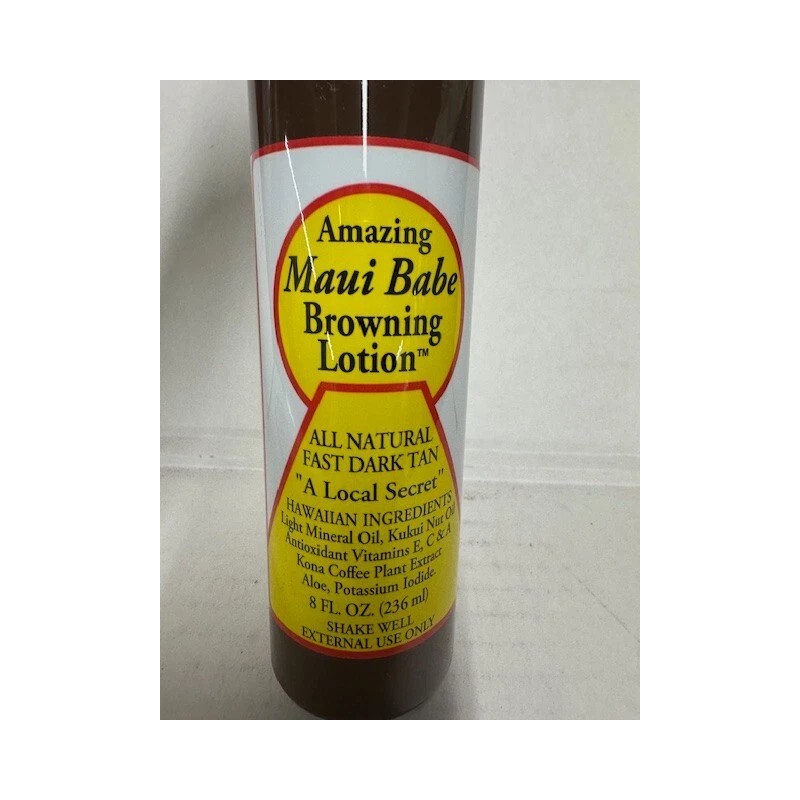 Amazing
Maui Babe
Browning
Lotion™
ALL NATURAL
FAST DARK TAN
"A Local Secret"
HAWAIIAN INGREDIENTS
Light Mineral Oil, Kukui Nut Oil
Antioxidant Vitamins E, C & A
Kona Coffee Plant Extract
Aloe, Potassium Iodide.
8 FL. OZ. (236 ml)
SHAKE WELL
EXTERNAL USE ONLY